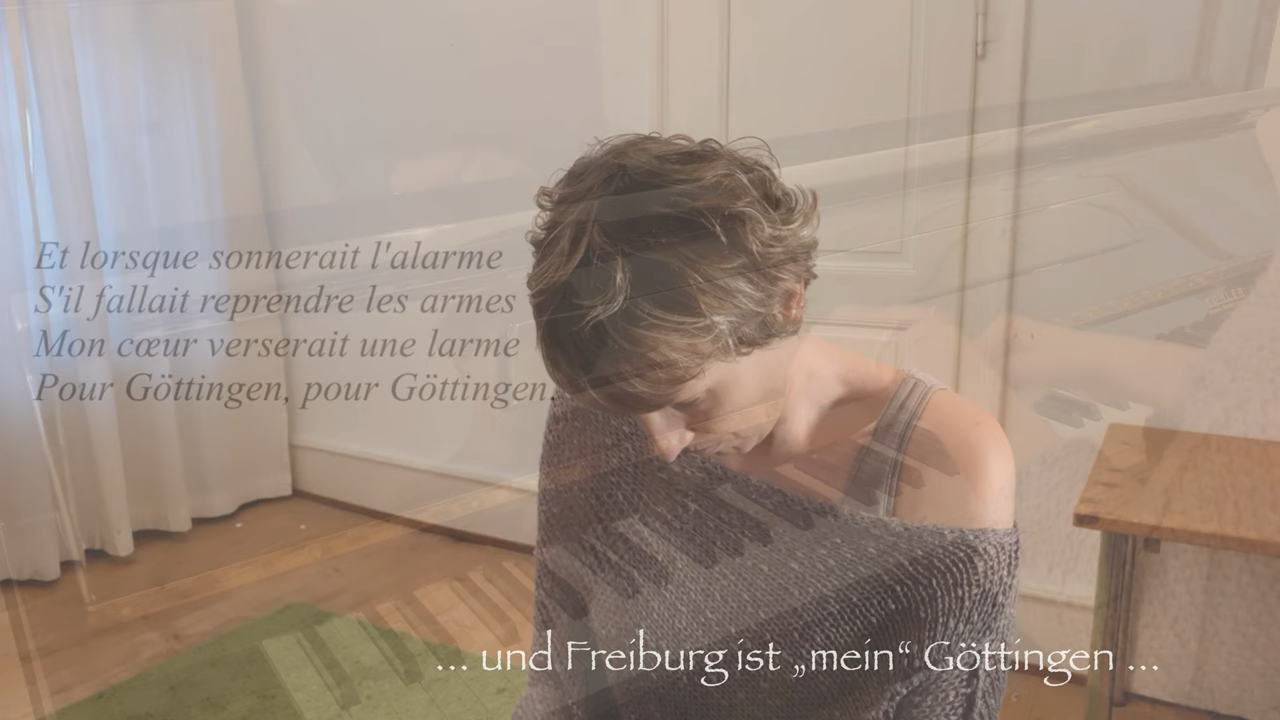 Et lorsque sonnerait l'alarme
S'il fallait reprendre les armes
Mon cœur verserait une larme
Pour Göttingen, pour Göttingen.
... und Freiburg ist „mein“ Göttingen ...